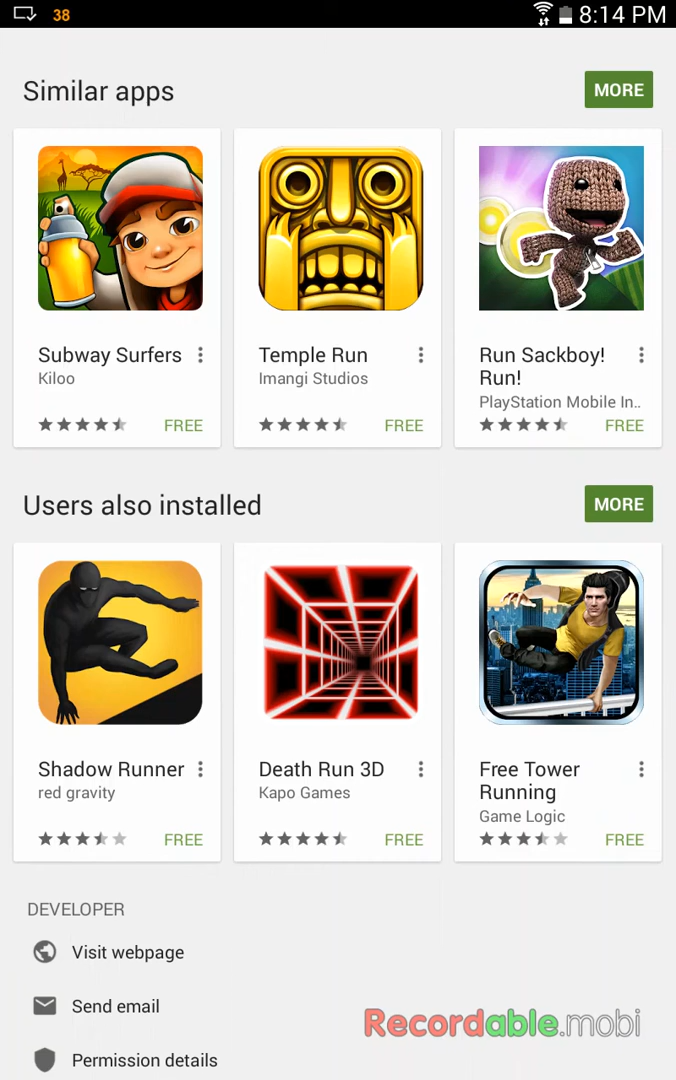 38
8:14 PM
Similar apps
MORE
Subway Surfers
Kiloo
FREE
Temple Run
Imangi Studios
FREE
Run Sackboy!
Run!
PlayStation Mobile In..
FREE
Users also installed
MORE
Shadow Runner
red gravity
FREE
Death Run 3D
Kapo Games
FREE
Free Tower
Running
Game Logic
FREE
DEVELOPER
Visit webpage
Send email
Permission details
Recordable.mobi